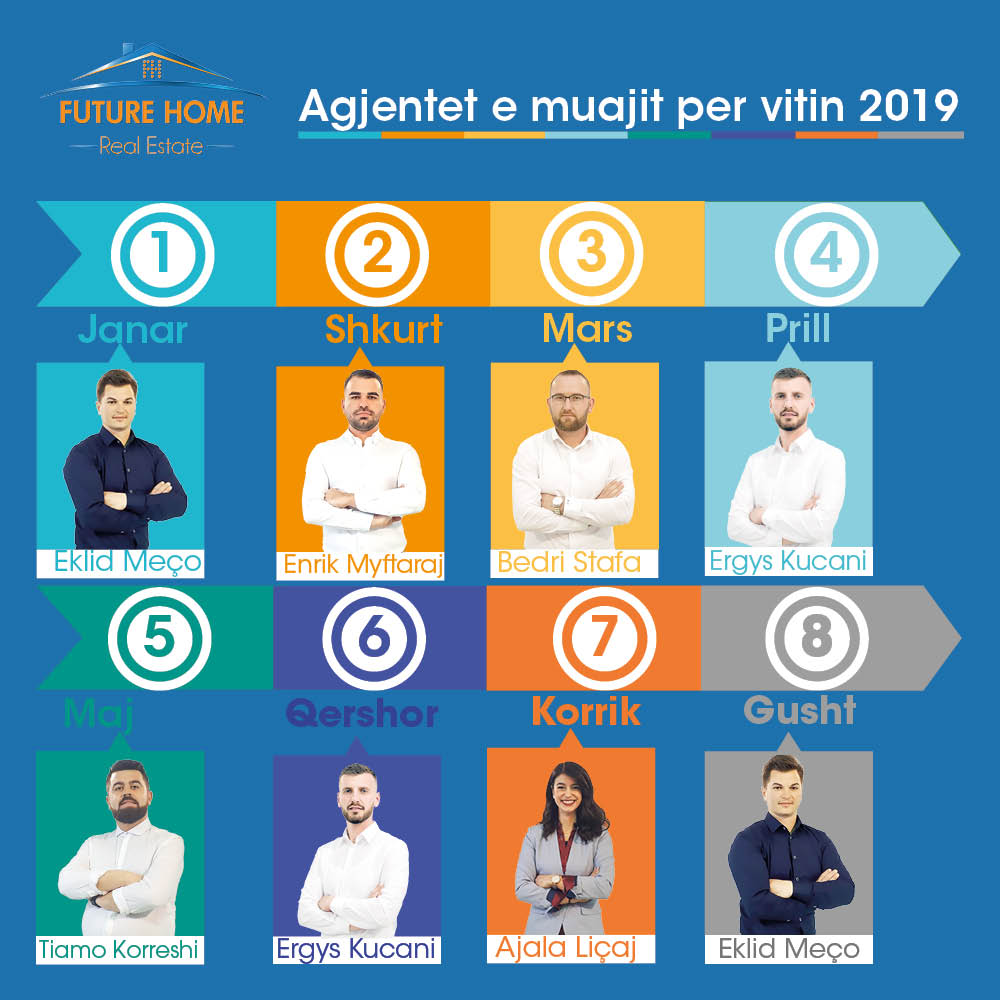 FUTURE HOME
Real Estate
Agjentet e muajit per vitin 2019
1 2 3 4
Janar Shkurt Mars Prill
Eklid Meço Enrik Myftaraj Bedri Stafa Ergys Kucani
5 6 7 8
Maj Qershor Korrik Gusht
Tiamo Korreshi Ergys Kucani Ajala Liçaj Eklid Meço